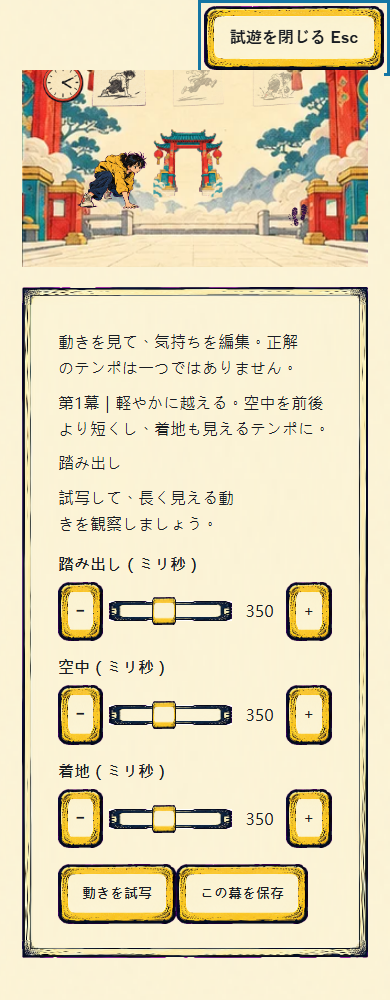 試遊を閉じる Esc
動きを見て、気持ちを編集。正解
のテンポは一つではありません。
第1幕｜軽やかに越える。空中を前後
より短くし、着地も見えるテンポに。
踏み出し
試写して、長く見える動
きを観察しましょう。
踏み出し（ミリ秒）
− 350 +
空中（ミリ秒）
− 350 +
着地（ミリ秒）
− 350 +
動きを試写 この幕を保存